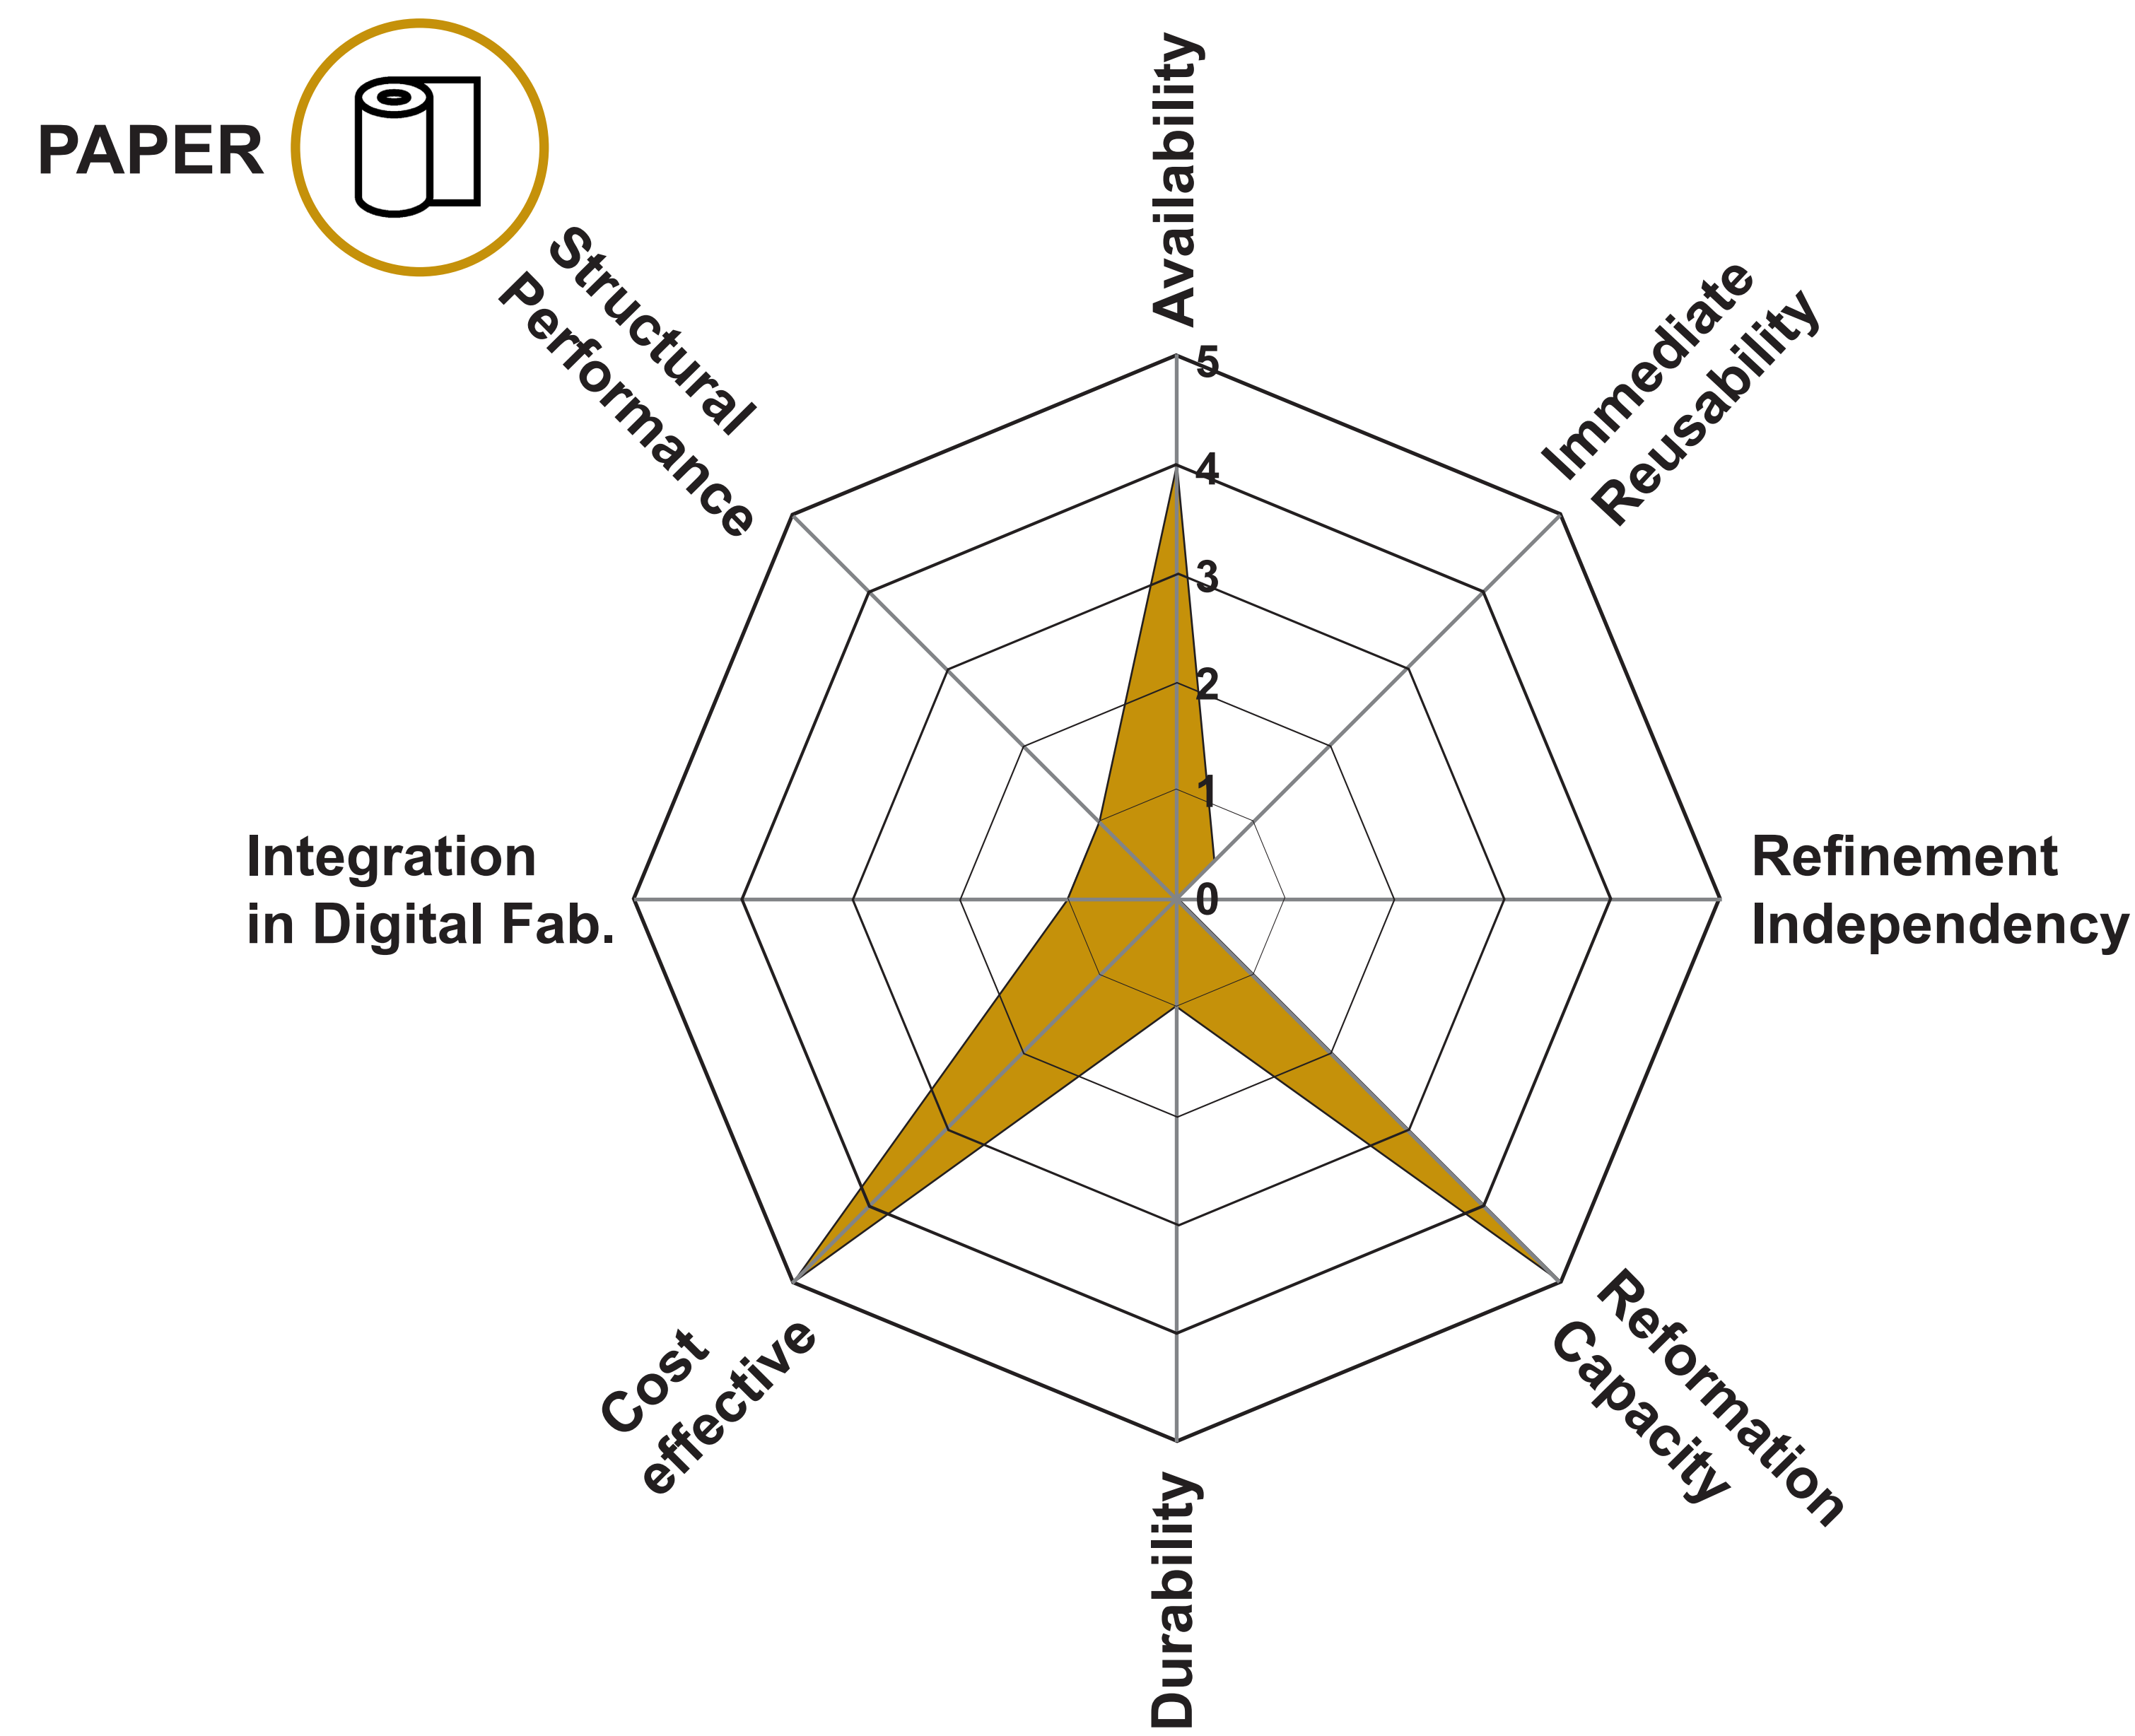 PAPER
Availability
Structural
Performance
Immediate
Reusability
5
4
3
2
1
0
Integration
in Digital Fab.
Refinement
Independency
Cost
effective
Reformation
Capacity
Durability